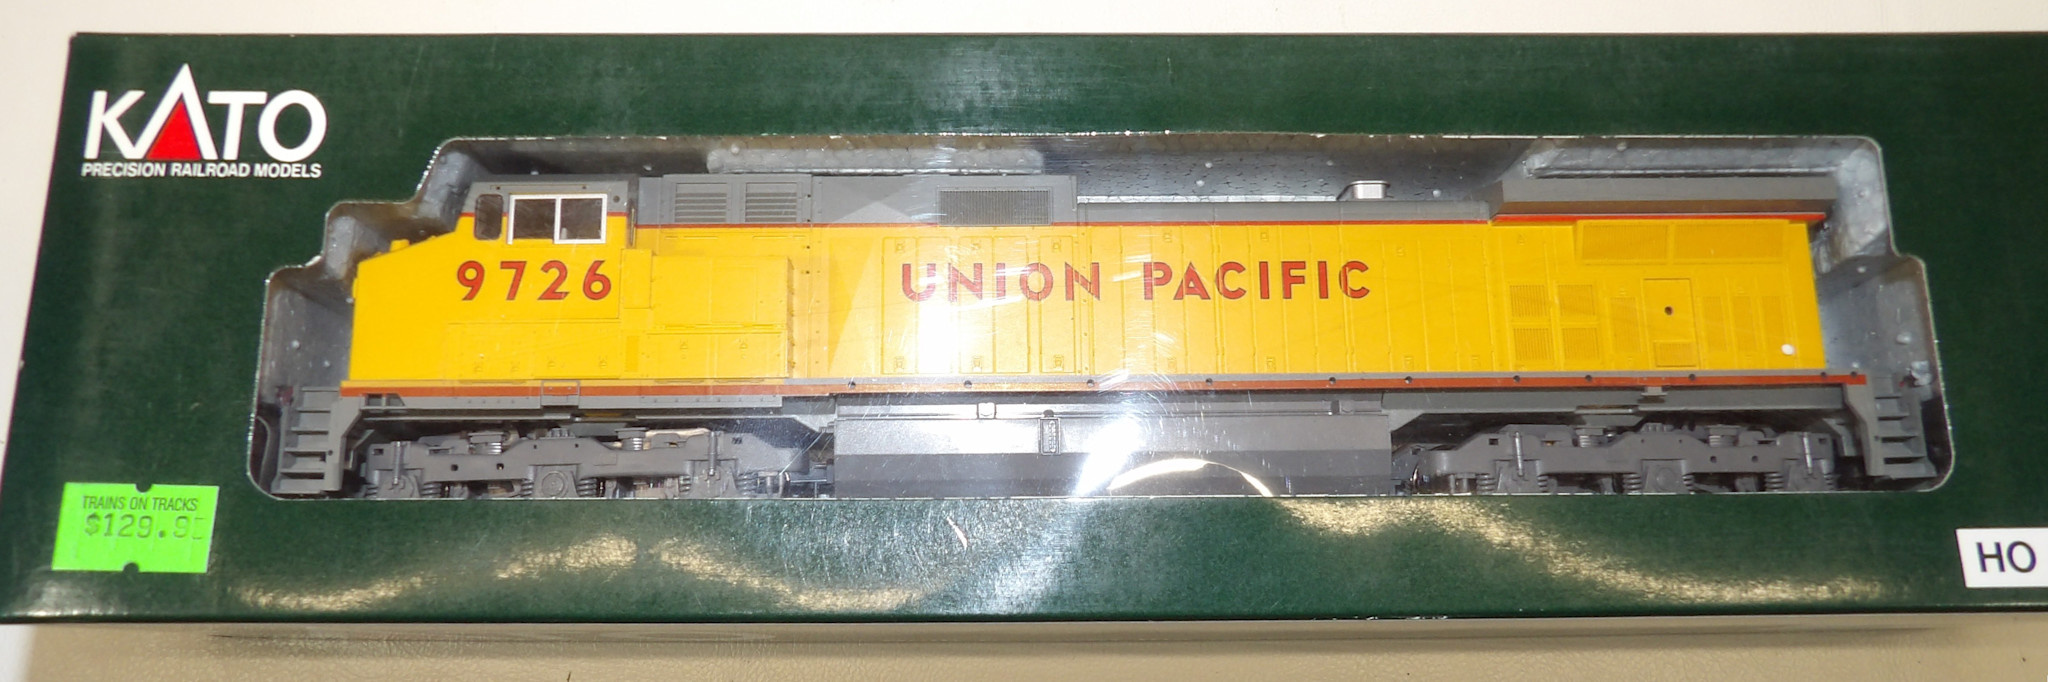 KATO
PRECISION RAILROAD MODELS
9726
UNION PACIFIC
TRAINS ON TRACKS
HO